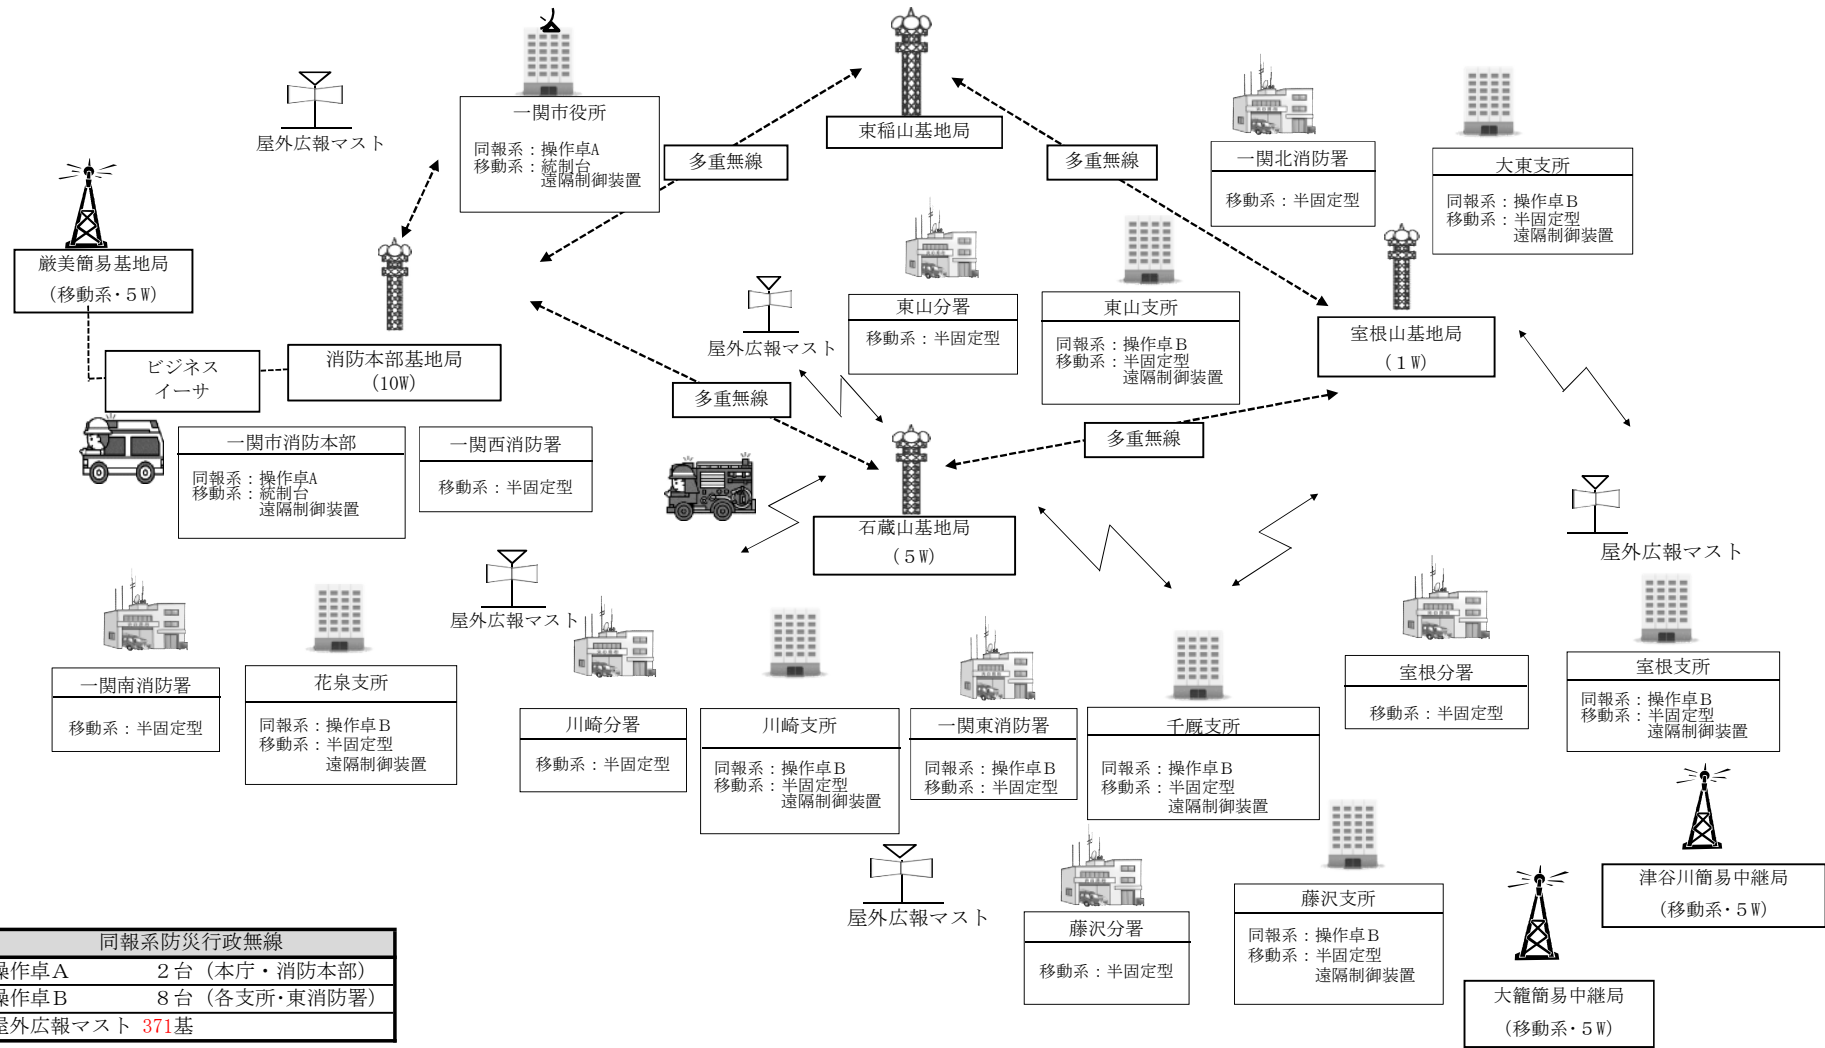 一関市役所
同報系：操作卓A
移動系：統制台
遠隔制御装置
屋外広報マスト
東稲山基地局
多重無線
多重無線
一関北消防署
移動系：半固定型
大東支所
同報系：操作卓B
移動系：半固定型
遠隔制御装置
厳美簡易基地局
(移動系・5W)
ビジネス
イーサ
消防本部基地局
(10W)
屋外広報マスト
東山分署
移動系：半固定型
東山支所
同報系：操作卓B
移動系：半固定型
遠隔制御装置
室根山基地局
(1W)
多重無線
多重無線
一関市消防本部
同報系：操作卓A
移動系：統制台
遠隔制御装置
一関西消防署
移動系：半固定型
石蔵山基地局
(5W)
屋外広報マスト
屋外広報マスト
一関南消防署
移動系：半固定型
花泉支所
同報系：操作卓B
移動系：半固定型
遠隔制御装置
川崎分署
移動系：半固定型
川崎支所
同報系：操作卓B
移動系：半固定型
遠隔制御装置
一関東消防署
同報系：操作卓B
移動系：半固定型
千厩支所
同報系：操作卓B
移動系：半固定型
遠隔制御装置
室根分署
移動系：半固定型
室根支所
同報系：操作卓B
移動系：半固定型
遠隔制御装置
屋外広報マスト
藤沢分署
移動系：半固定型
藤沢支所
同報系：操作卓B
移動系：半固定型
遠隔制御装置
津谷川簡易中継局
(移動系・5W)
大籠簡易中継局
(移動系・5W)
同報系防災行政無線
操作卓A 2台（本庁・消防本部）
操作卓B 8台（各支所・東消防署）
屋外広報マスト 371基